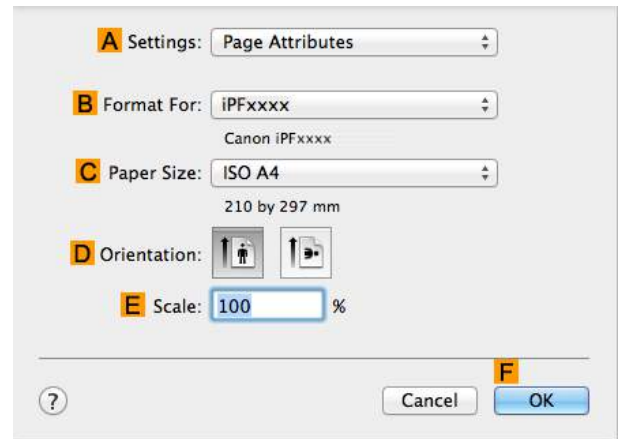 A Settings: Page Attributes
B Format For: iPFxxxx
Canon iPFxxxx
C Paper Size: ISO A4
210 by 297 mm
D Orientation:
E Scale: 100 %
F
? Cancel OK